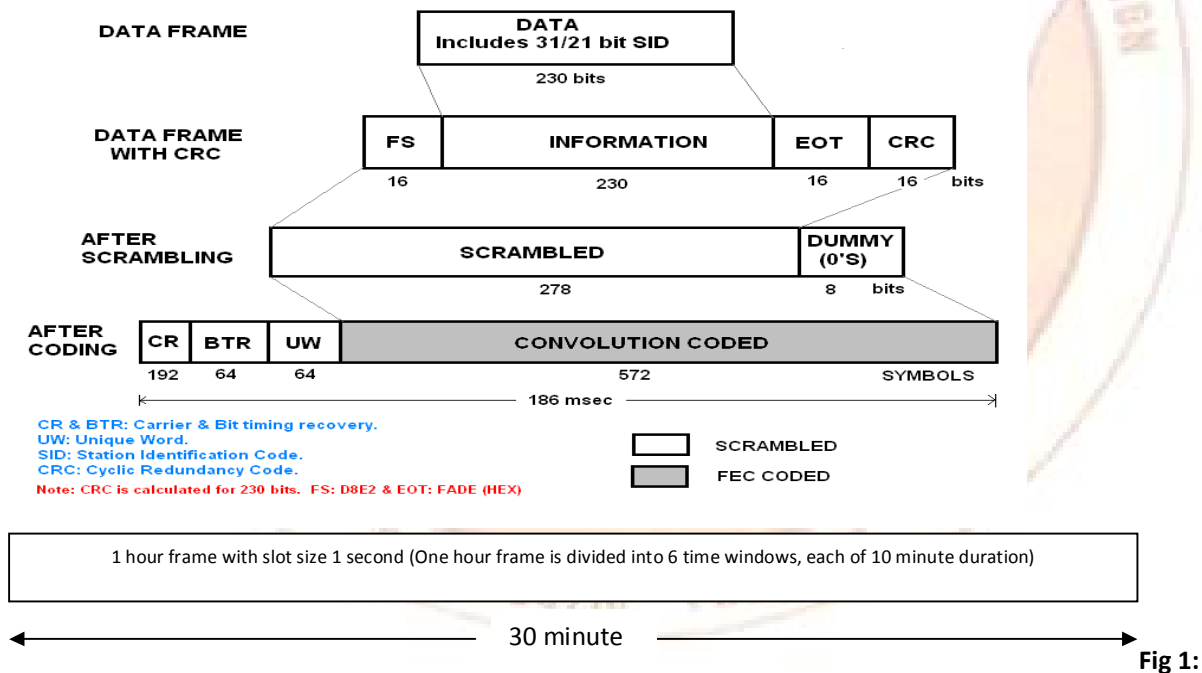 DATA FRAME
DATA
Includes 31/21 bit SID
230 bits
DATA FRAME
WITH CRC
FS
INFORMATION
EOT
CRC
16
230
16
16
bits
AFTER
SCRAMBLING
SCRAMBLED
DUMMY
(0'S)
278
8
bits
AFTER
CODING
CR
BTR
UW
CONVOLUTION CODED
192
64
64
572
SYMBOLS
186 msec
CR & BTR: Carrier & Bit timing recovery.
UW: Unique Word.
SID: Station Identification Code.
CRC: Cyclic Redundancy Code.
Note: CRC is calculated for 230 bits. FS: D8E2 & EOT: FADE (HEX)
SCRAMBLED
FEC CODED
1 hour frame with slot size 1 second (One hour frame is divided into 6 time windows, each of 10 minute duration)
30 minute
Fig 1: